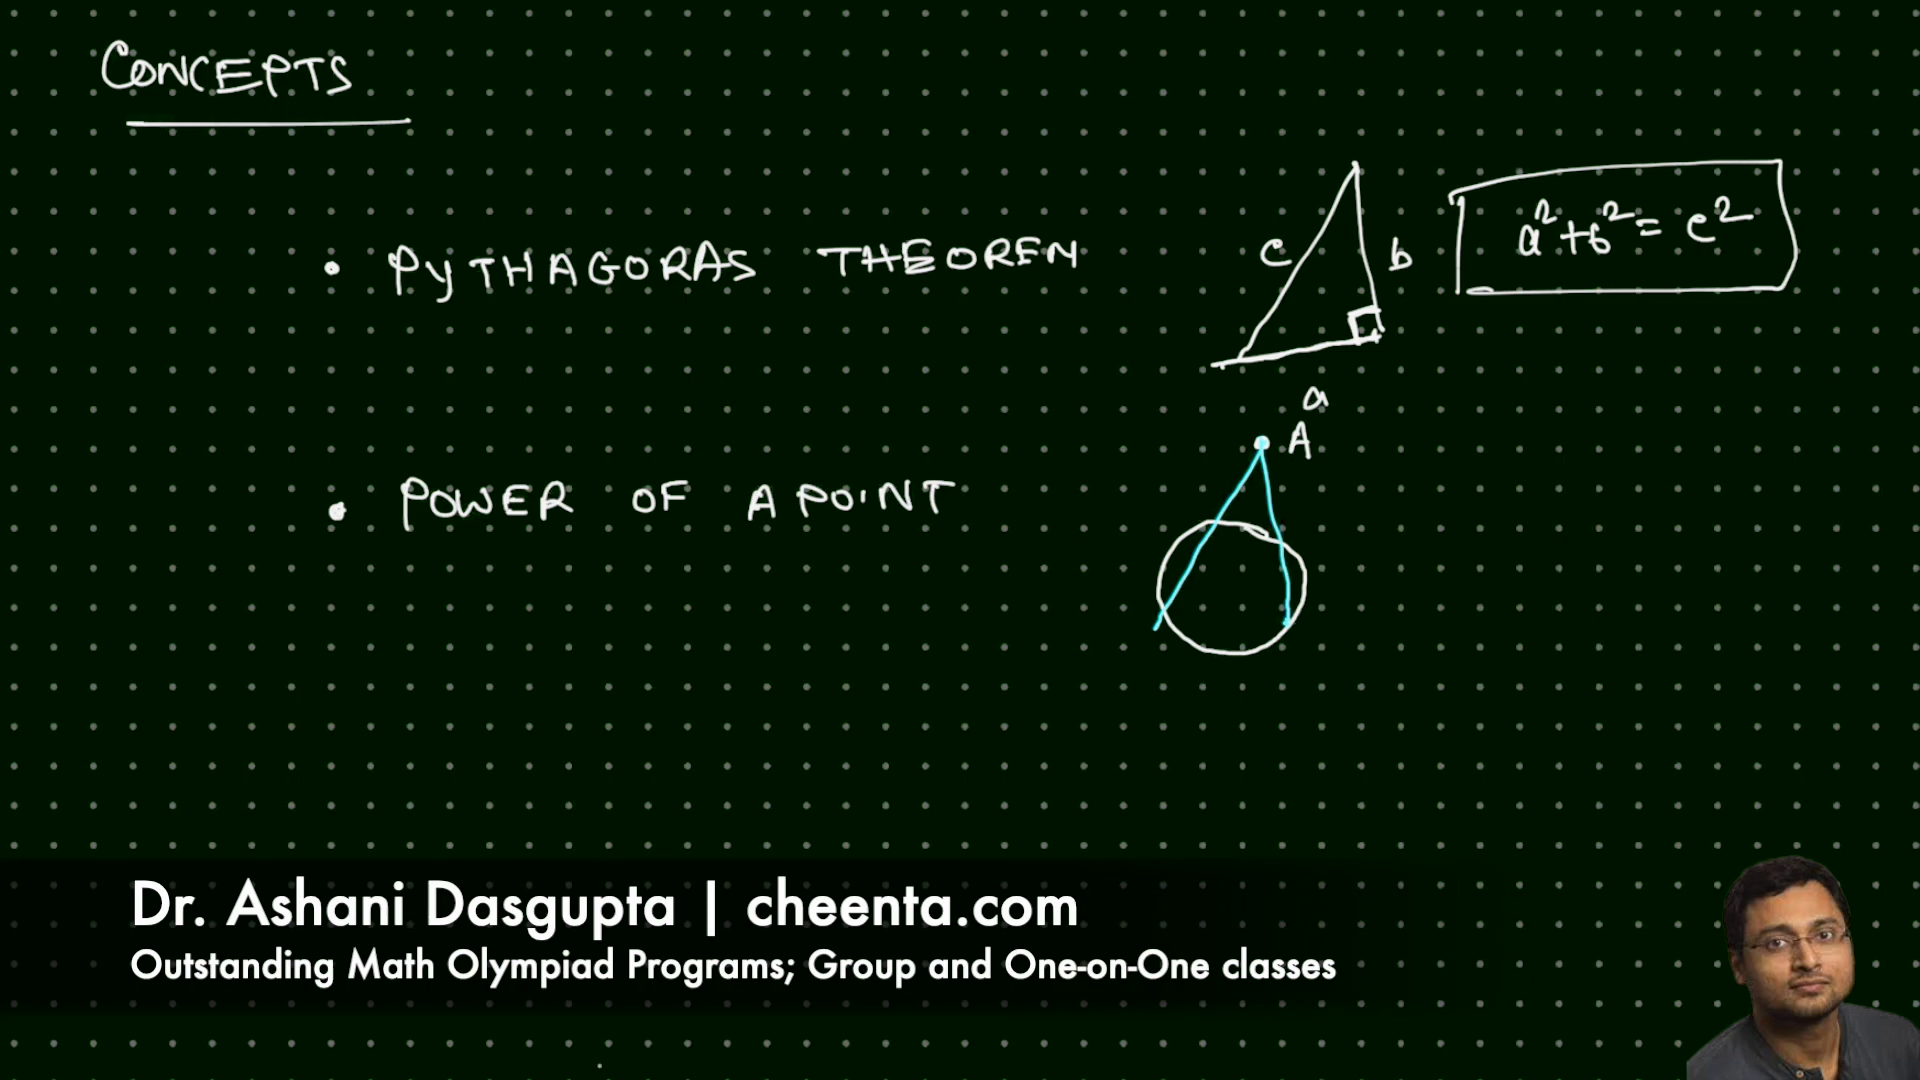 CONCEPTS
• PYTHAGORAS THEOREM
c
b
a
a²+b²= c²
• POWER OF A POINT
A
Dr. Ashani Dasgupta | cheenta.com
Outstanding Math Olympiad Programs; Group and One-on-One classes